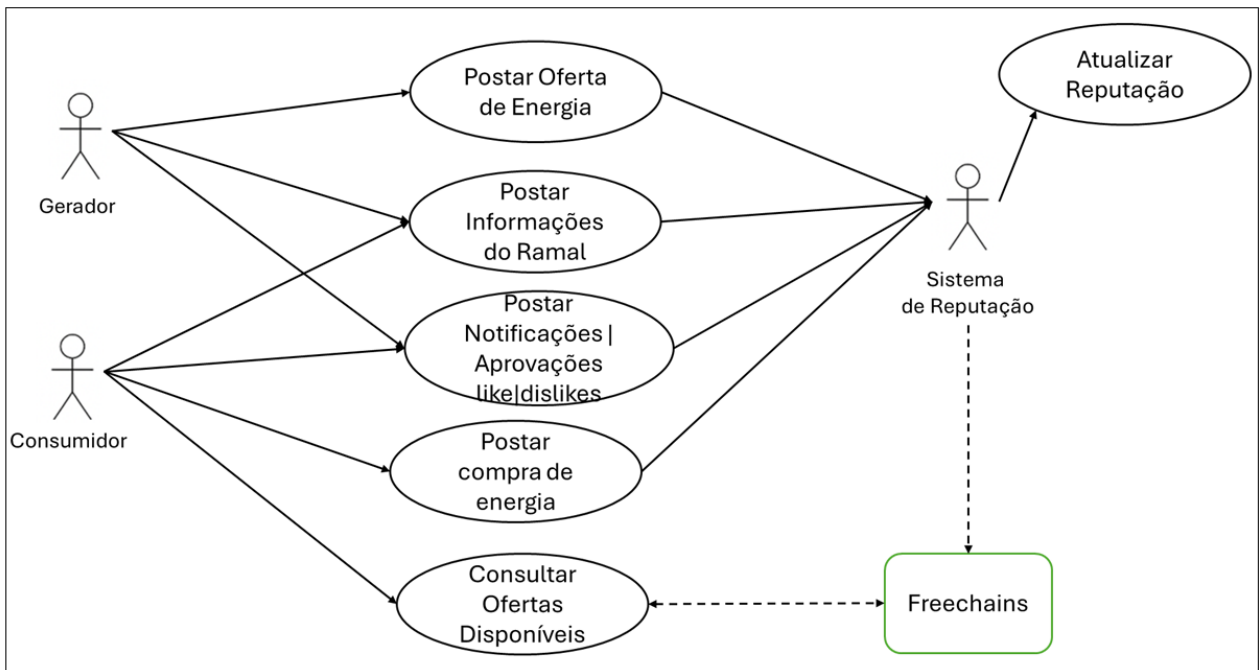 Postar Oferta
de Energia
Atualizar
Reputação
Gerador
Postar
Informações
do Ramal
Sistema
de Reputação
Postar
Notificações |
Aprovações
like|dislikes
Consumidor
Postar
compra de
energia
Consultar
Ofertas
Disponíveis
Freechains